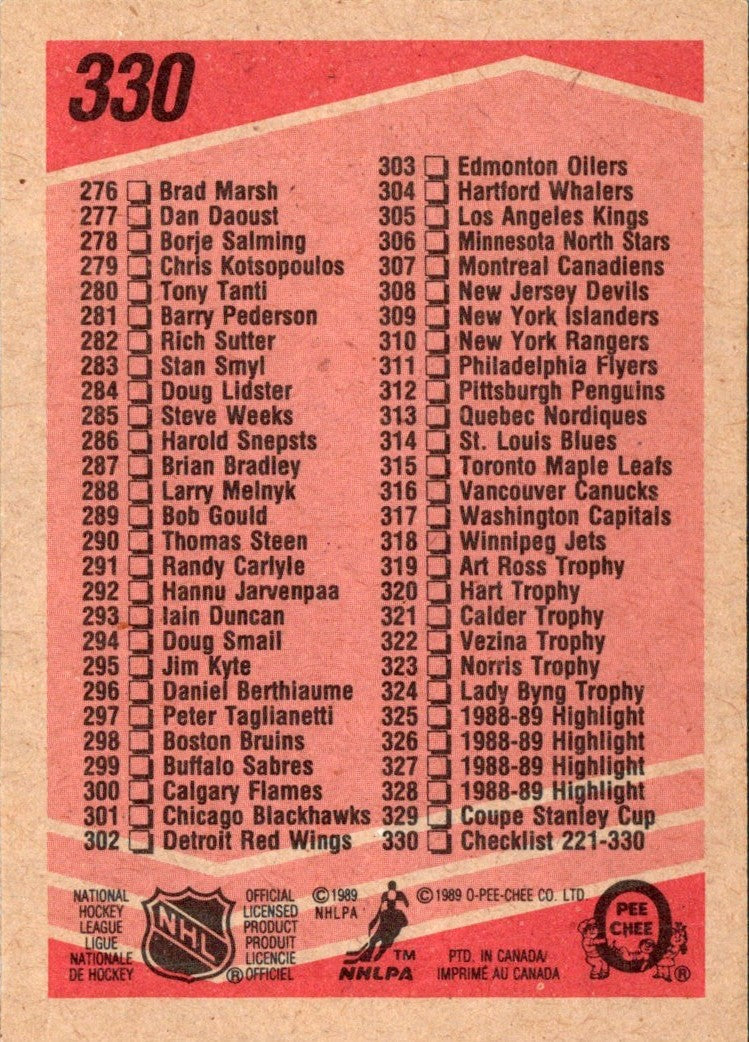 330
276 Brad Marsh
277 Dan Daoust
278 Borje Salming
279 Chris Kotsopoulos
280 Tony Tanti
281 Barry Pederson
282 Rich Sutter
283 Stan Smyl
284 Doug Lidster
285 Steve Weeks
286 Harold Snepsts
287 Brian Bradley
288 Larry Melnyk
289 Bob Gould
290 Thomas Steen
291 Randy Carlyle
292 Hannu Jarvenpaa
293 Iain Duncan
294 Doug Smail
295 Jim Kyte
296 Daniel Berthiaume
297 Peter Taglianetti
298 Boston Bruins
299 Buffalo Sabres
300 Calgary Flames
301 Chicago Blackhawks
302 Detroit Red Wings
303 Edmonton Oilers
304 Hartford Whalers
305 Los Angeles Kings
306 Minnesota North Stars
307 Montreal Canadiens
308 New Jersey Devils
309 New York Islanders
310 New York Rangers
311 Philadelphia Flyers
312 Pittsburgh Penguins
313 Quebec Nordiques
314 St. Louis Blues
315 Toronto Maple Leafs
316 Vancouver Canucks
317 Washington Capitals
318 Winnipeg Jets
319 Art Ross Trophy
320 Hart Trophy
321 Calder Trophy
322 Vezina Trophy
323 Norris Trophy
324 Lady Byng Trophy
325 1988-89 Highlight
326 1988-89 Highlight
327 1988-89 Highlight
328 1988-89 Highlight
329 Coupe Stanley Cup
330 Checklist 221-330
NATIONAL
HOCKEY
LEAGUE
LIGUE
NATIONALE
DE HOCKEY
NHL
®
OFFICIAL
LICENSED
PRODUCT
PRODUIT
LICENCIE
OFFICIEL
©1989
NHLPA
TM
NHLPA
©1989 O-PEE-CHEE CO. LTD.
PTD. IN CANADA/
IMPRIMÉ AU CANADA
PEE
CHEE
®